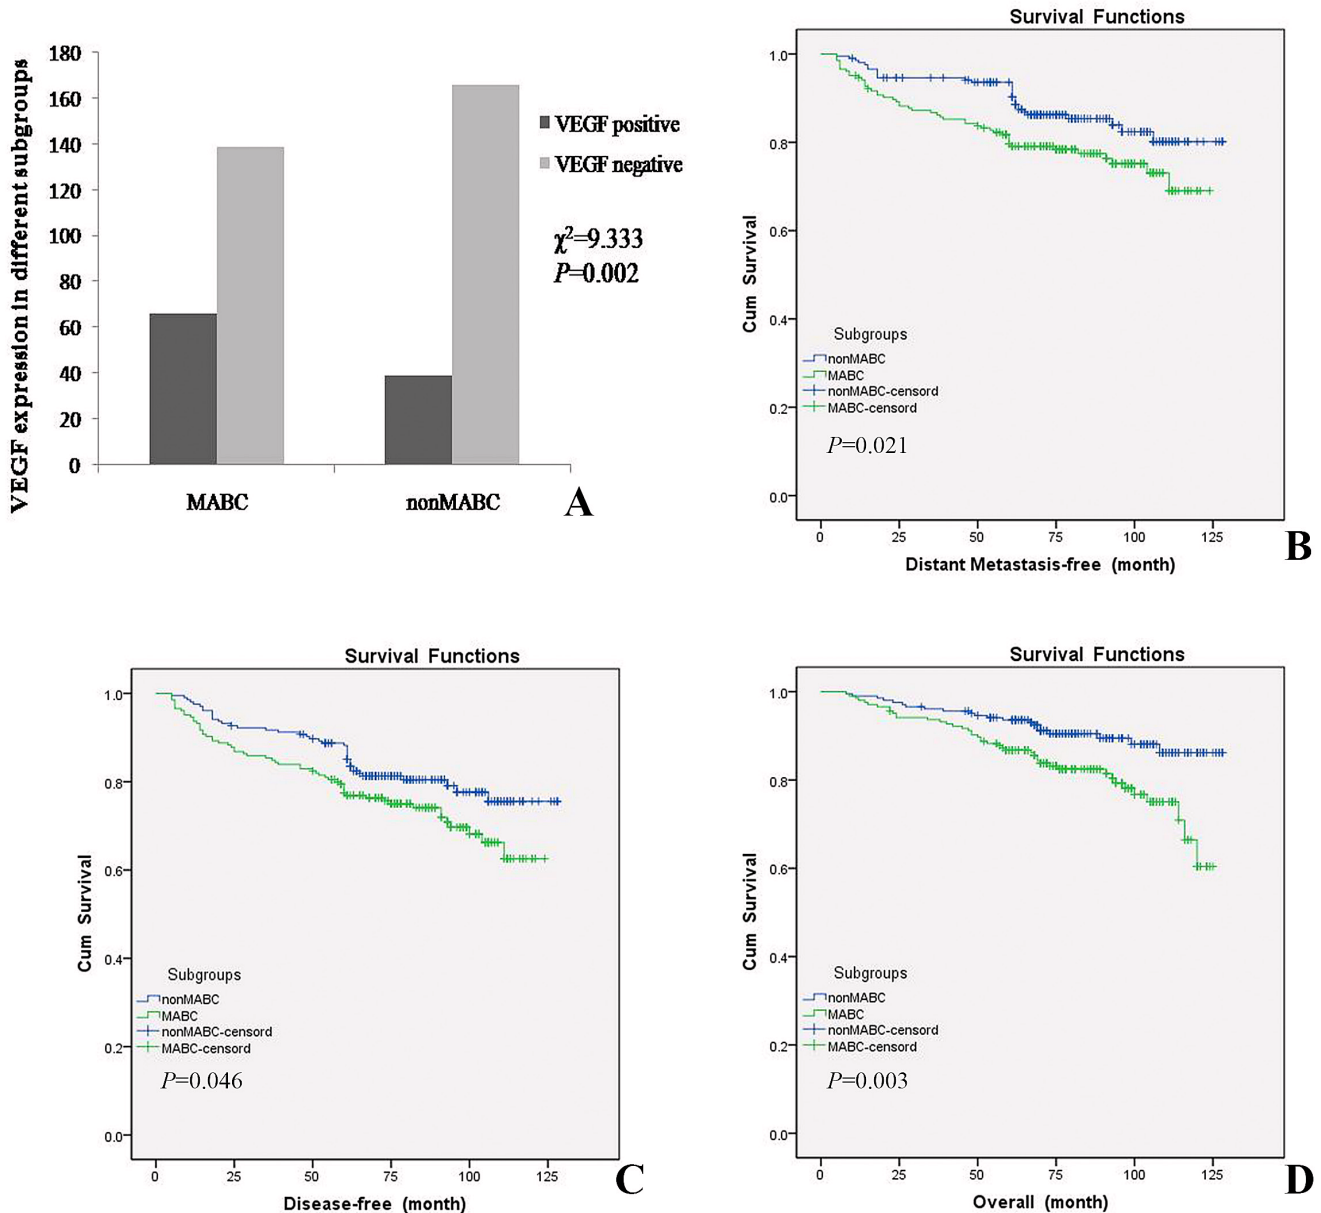 VEGF expression in different subgroups
180
160
140
120
100
80
60
40
20
0
MABC nonMABC
VEGF positive
VEGF negative
χ²=9.333
P=0.002
A
Survival Functions
Cum Survival
1.0
0.8
0.6
0.4
0.2
0.0
Subgroups
nonMABC
MABC
nonMABC-censord
MABC-censord
P=0.021
0 25 50 75 100 125
Distant Metastasis-free (month)
B
Survival Functions
Cum Survival
1.0
0.8
0.6
0.4
0.2
0.0
Subgroups
nonMABC
MABC
nonMABC-censord
MABC-censord
P=0.046
0 25 50 75 100 125
Disease-free (month)
C
Survival Functions
Cum Survival
1.0
0.8
0.6
0.4
0.2
0.0
Subgroups
nonMABC
MABC
nonMABC-censord
MABC-censord
P=0.003
0 25 50 75 100 125
Overall (month)
D